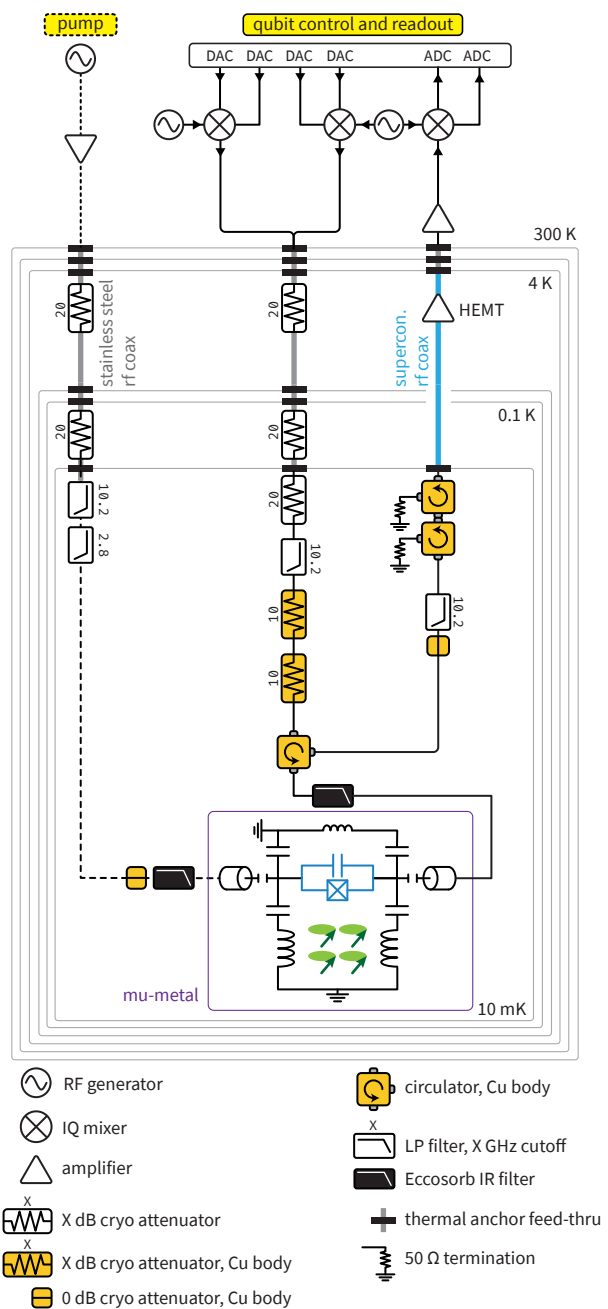 pump
qubit control and readout
DAC DAC DAC DAC ADC ADC
300 K
4 K
20
stainless steel
rf coax
20
supercon.
rf coax
HEMT
0.1 K
20
20
10.2
2.8
20
10.2
10
10
10.2
mu-metal
10 mK
RF generator
IQ mixer
amplifier
X
X dB cryo attenuator
X
X dB cryo attenuator, Cu body
0 dB cryo attenuator, Cu body
circulator, Cu body
X
LP filter, X GHz cutoff
Eccosorb IR filter
thermal anchor feed-thru
50 Ω termination